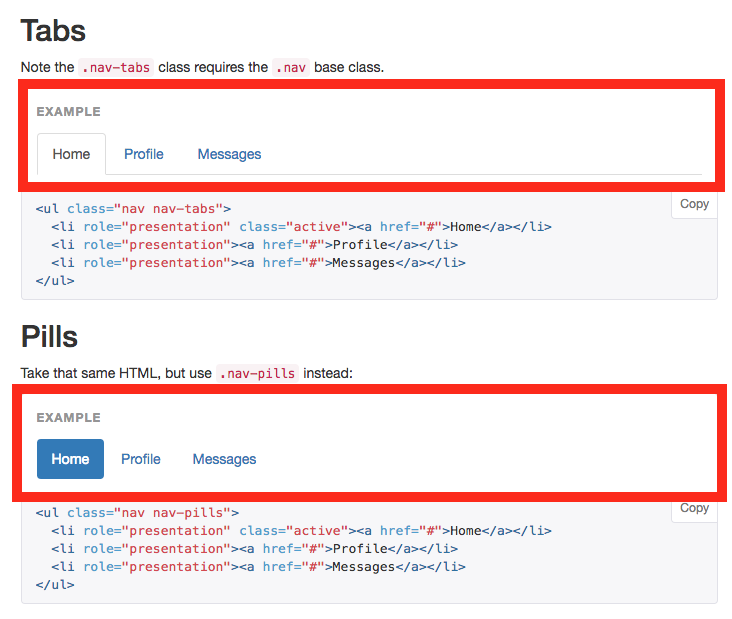 Tabs
Note the .nav-tabs class requires the .nav base class.
EXAMPLE
Home Profile Messages
Copy
<ul class="nav nav-tabs">
  <li role="presentation" class="active"><a href="#">Home</a></li>
  <li role="presentation"><a href="#">Profile</a></li>
  <li role="presentation"><a href="#">Messages</a></li>
</ul>
Pills
Take that same HTML, but use .nav-pills instead:
EXAMPLE
Home Profile Messages
Copy
<ul class="nav nav-pills">
  <li role="presentation" class="active"><a href="#">Home</a></li>
  <li role="presentation"><a href="#">Profile</a></li>
  <li role="presentation"><a href="#">Messages</a></li>
</ul>